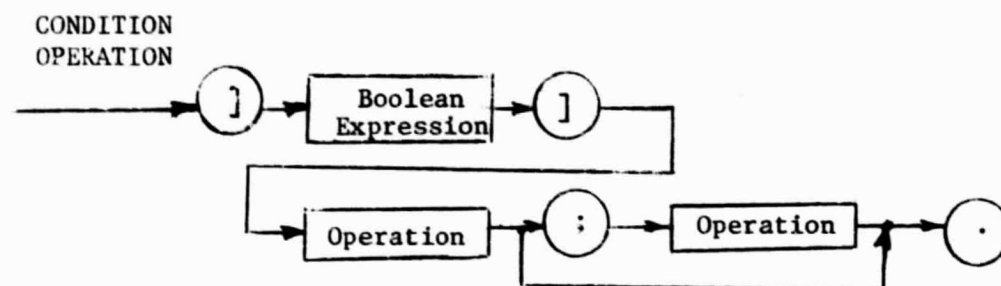 CONDITION
OPERATION
]
Boolean
Expression
]
Operation
;
Operation
.